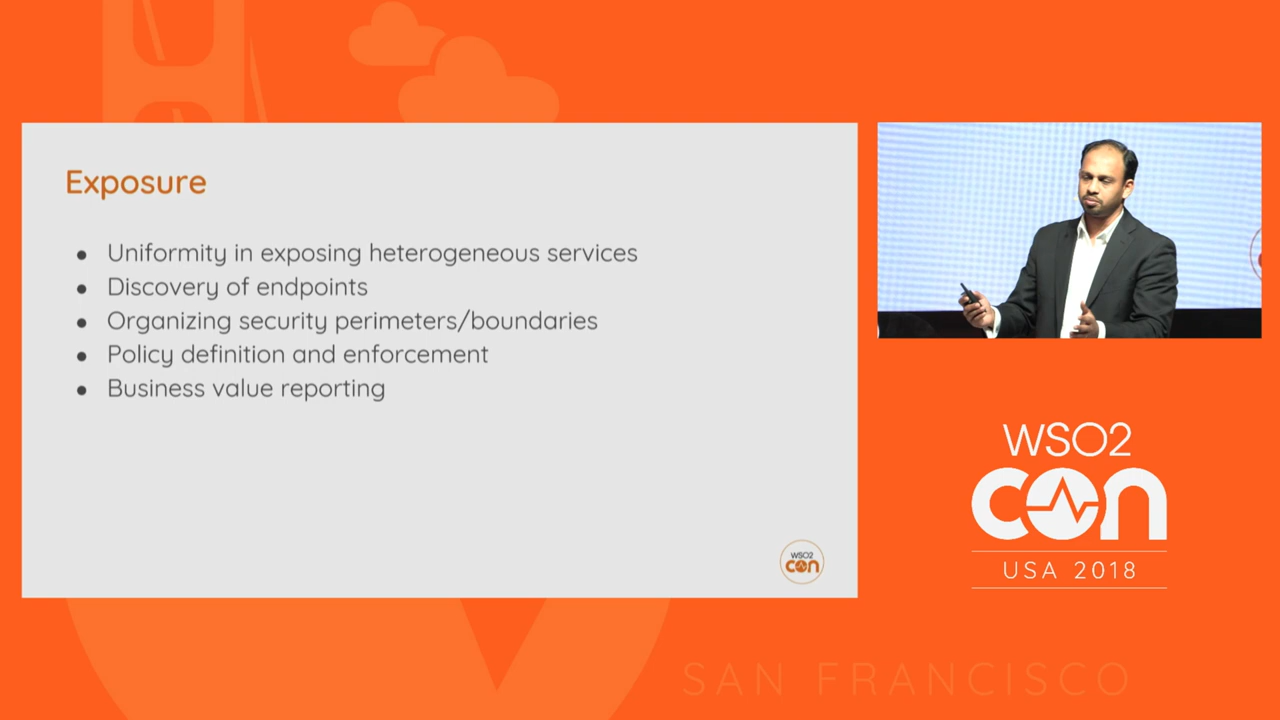 Exposure
● Uniformity in exposing heterogeneous services
● Discovery of endpoints
● Organizing security perimeters/boundaries
● Policy definition and enforcement
● Business value reporting
WSO2
con
WSO2
con
USA 2018
SAN FRANCISCO